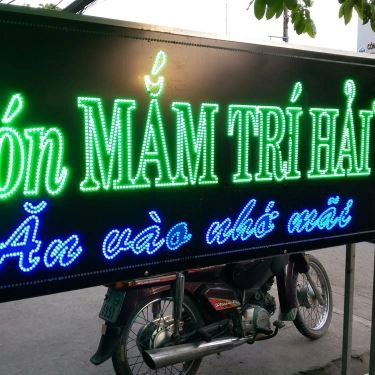 ón MẮM TRÍ HẢI
Ăn vào nhớ mãi